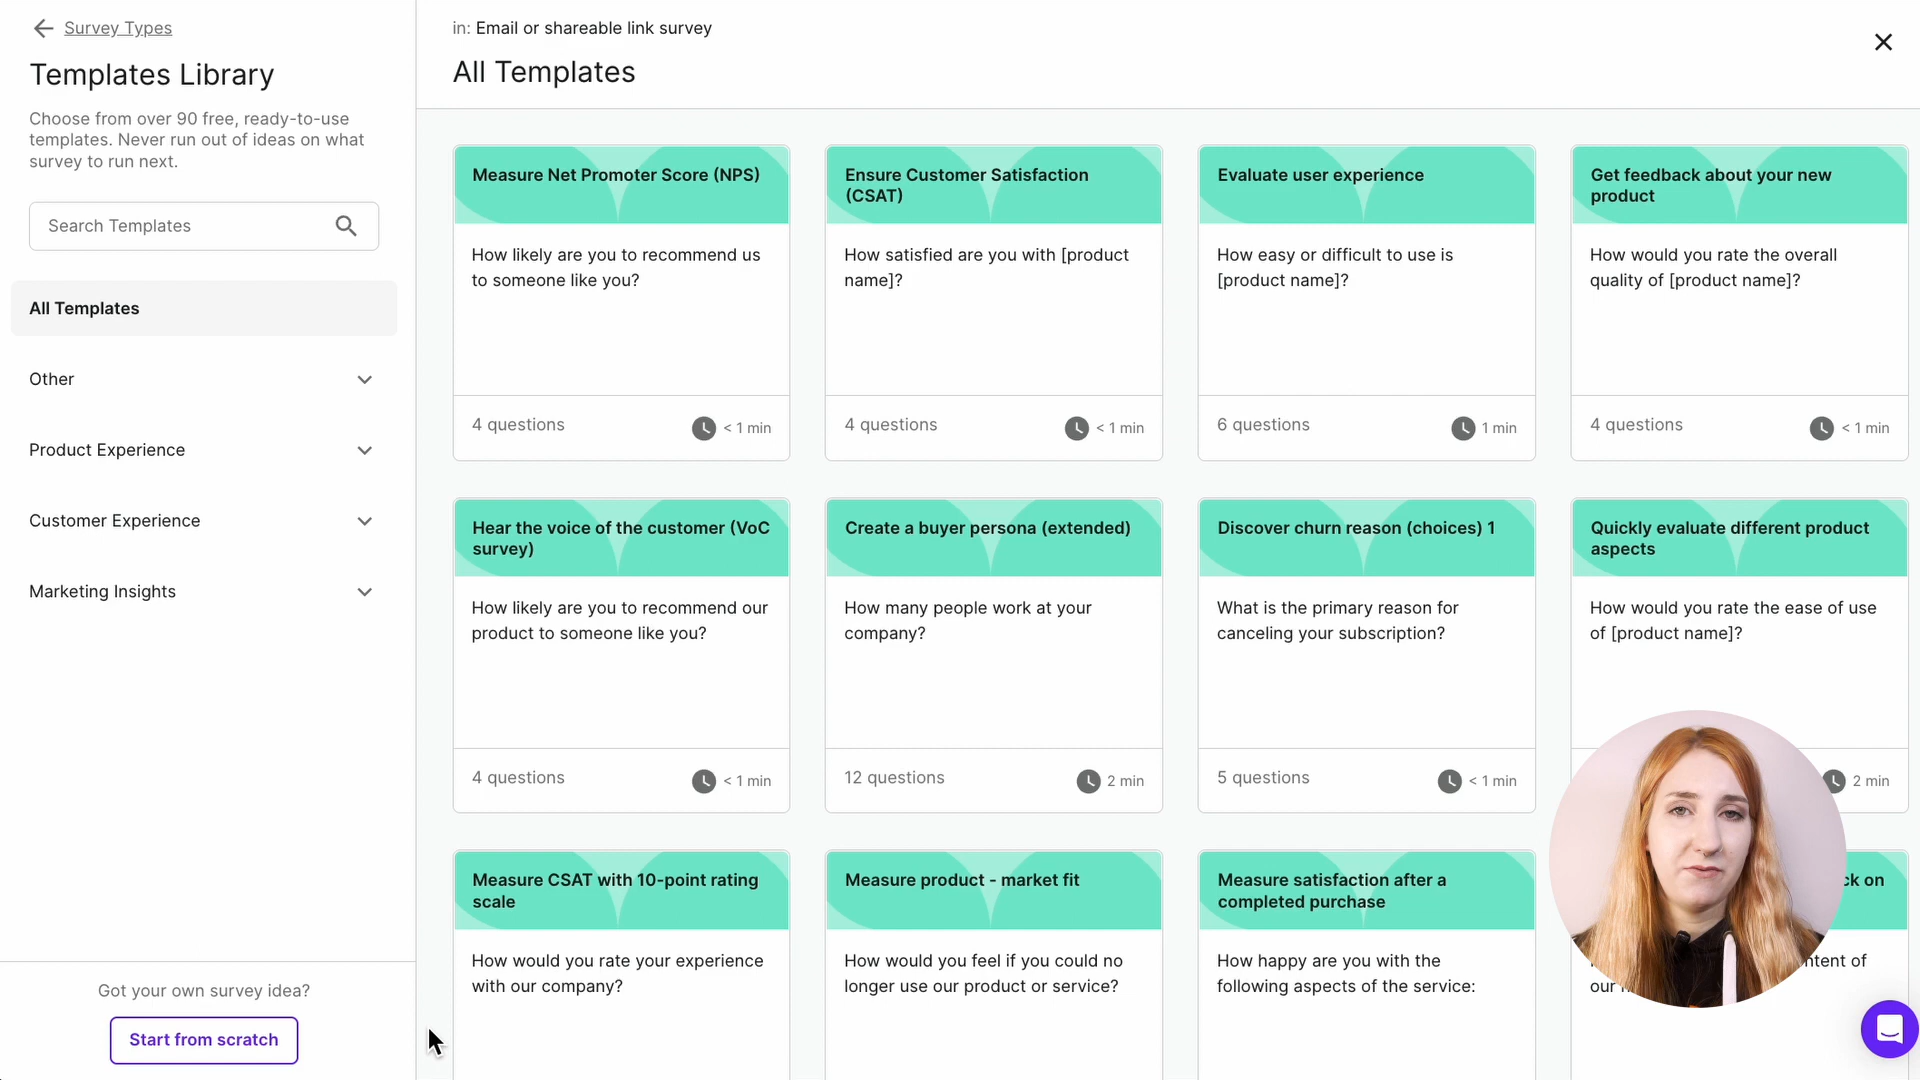 Survey Types
Templates Library
Choose from over 90 free, ready-to-use
templates. Never run out of ideas on what
survey to run next.
Search Templates
All Templates
Other
Product Experience
Customer Experience
Marketing Insights
Got your own survey idea?
Start from scratch
in: Email or shareable link survey
All Templates
Measure Net Promoter Score (NPS)
How likely are you to recommend us
to someone like you?
4 questions
< 1 min
Ensure Customer Satisfaction
(CSAT)
How satisfied are you with [product
name]?
4 questions
< 1 min
Evaluate user experience
How easy or difficult to use is
[product name]?
6 questions
1 min
Get feedback about your new
product
How would you rate the overall
quality of [product name]?
4 questions
< 1 min
Hear the voice of the customer (VoC
survey)
How likely are you to recommend our
product to someone like you?
4 questions
< 1 min
Create a buyer persona (extended)
How many people work at your
company?
12 questions
2 min
Discover churn reason (choices) 1
What is the primary reason for
canceling your subscription?
5 questions
< 1 min
Quickly evaluate different product
aspects
How would you rate the ease of use
of [product name]?
2 min
Measure CSAT with 10-point rating
scale
How would you rate your experience
with our company?
Measure product - market fit
How would you feel if you could no
longer use our product or service?
Measure satisfaction after a
completed purchase
How happy are you with the
following aspects of the service:
on
of
our